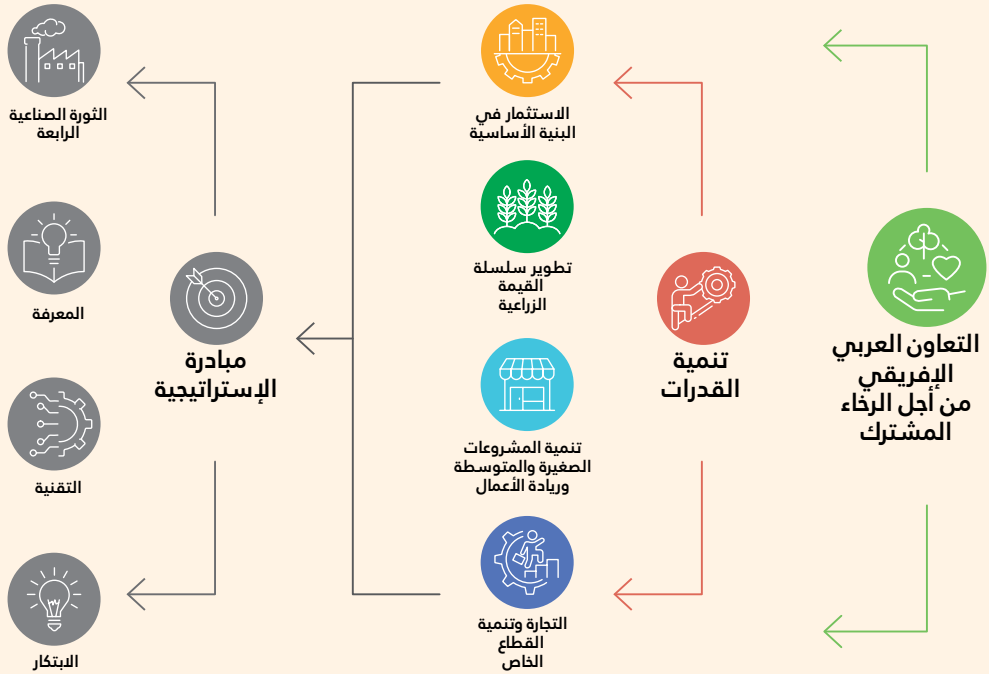 التعاون العربي
الإفريقي
من أجل الرخاء
المشترك
تنمية
القدرات
الاستثمار في
البنية الأساسية
تطوير سلسلة
القيمة
الزراعية
تنمية المشروعات
الصغيرة والمتوسطة
وريادة الأعمال
التجارة وتنمية
القطاع
الخاص
مبادرة
الإستراتيجية
الثورة الصناعية
الرابعة
المعرفة
التقنية
الابتكار